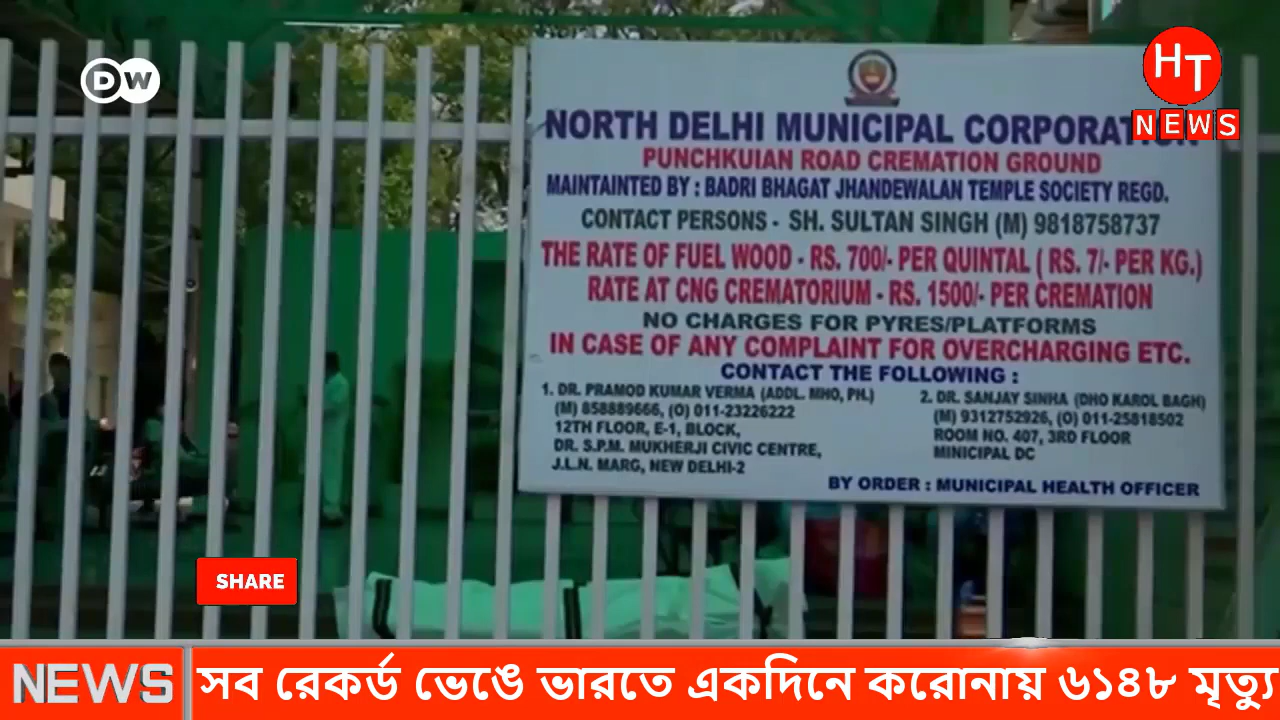 DW
HT
NEWS
NORTH DELHI MUNICIPAL
PUNCHKUIAN ROAD CREMATION GROUND
MAINTAINTED BY : BADRI BHAGAT JHANDEWALAN TEMPLE SOCIETY REGD.
CONTACT PERSONS - SH. SULTAN SINGH (M) 9818758737
THE RATE OF FUEL WOOD - RS. 700/- PER QUINTAL ( RS. 7/- PER KG.)
RATE AT CNG CREMATORIUM - RS. 1500/- PER CREMATION
NO CHARGES FOR PYRES/PLATFORMS
IN CASE OF ANY COMPLAINT FOR OVERCHARGING ETC.
CONTACT THE FOLLOWING :
1. DR. PRAMOD KUMAR VERMA (ADDL. MHO, PH.)
(M) 858889666, (O) 011-23226222
12TH FLOOR, E-1, BLOCK,
DR. S.P.M. MUKHERJI CIVIC CENTRE,
J.L.N. MARG, NEW DELHI-2
2. DR. SANJAY SINHA (DHO KAROL BAGH)
(M) 9312752926, (O) 011-25818502
ROOM NO. 407, 3RD FLOOR
MINICIPAL DC
BY ORDER : MUNICIPAL HEALTH OFFICER
SHARE
NEWS
সব রেকর্ড ভেঙে ভারতে একদিনে করোনায় ৬১৪৮ মৃত্যু